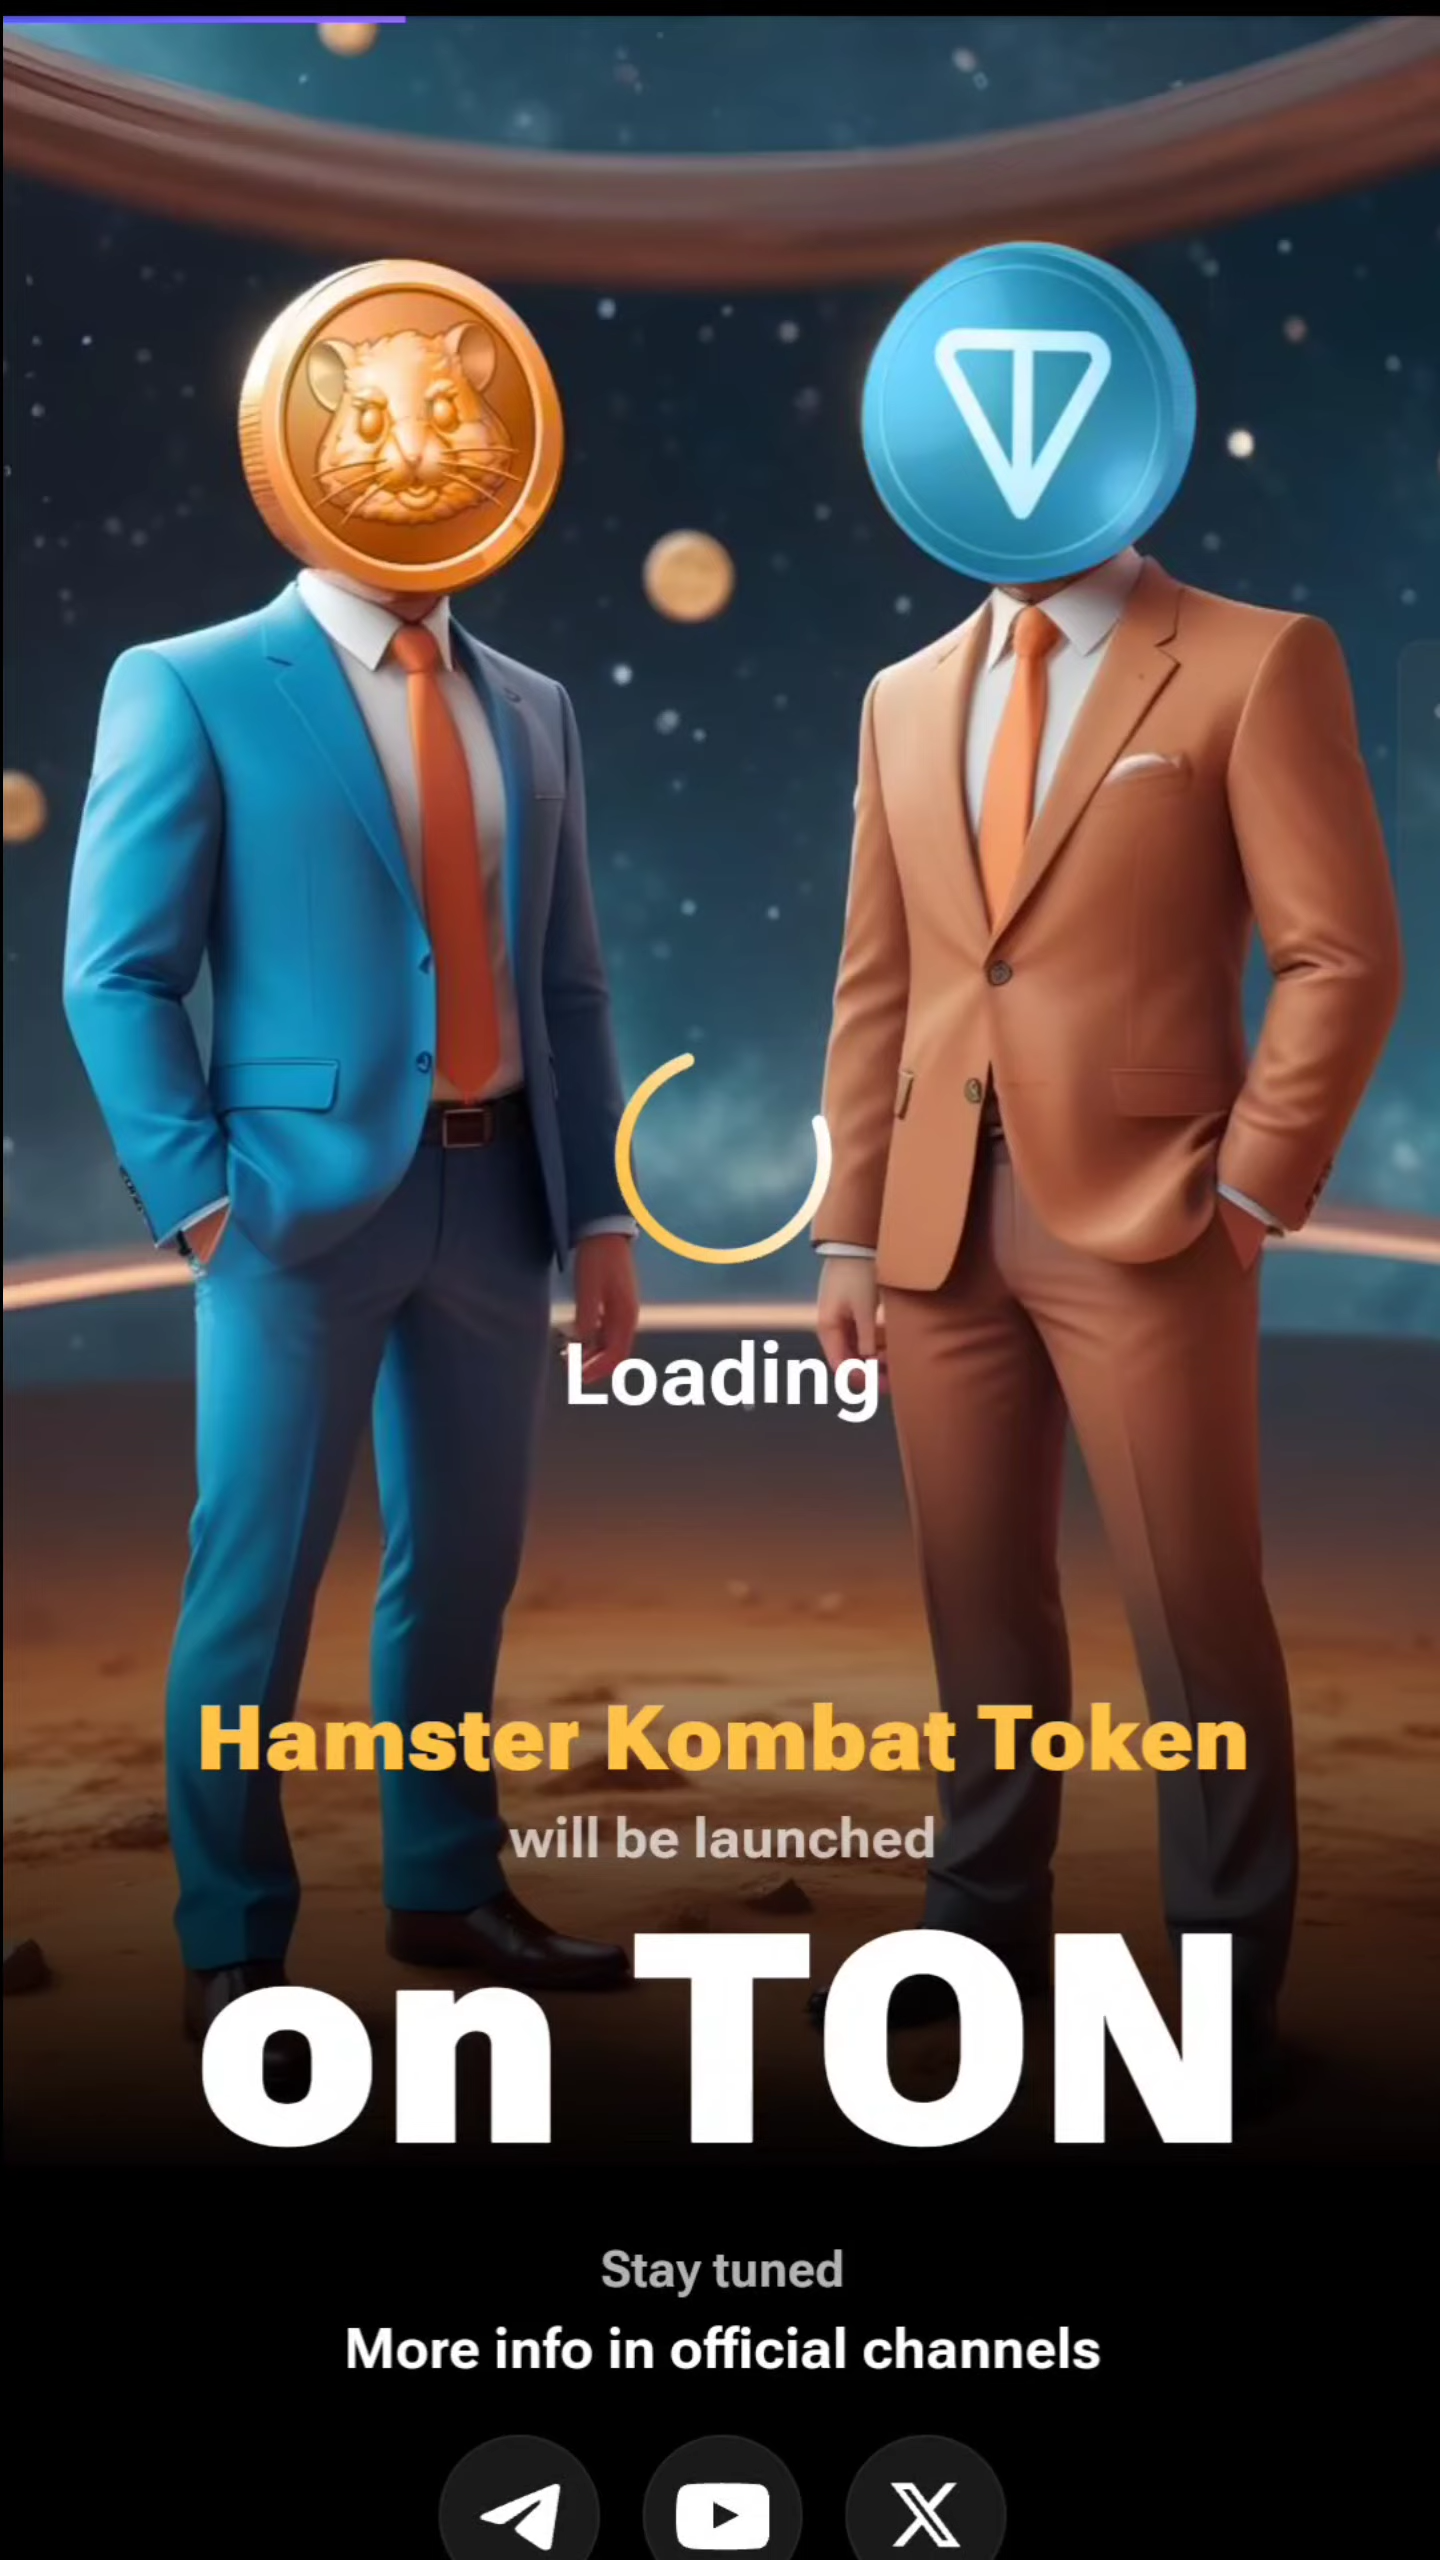 Loading
Hamster Kombat Token
will be launched
on TON
Stay tuned
More info in official channels